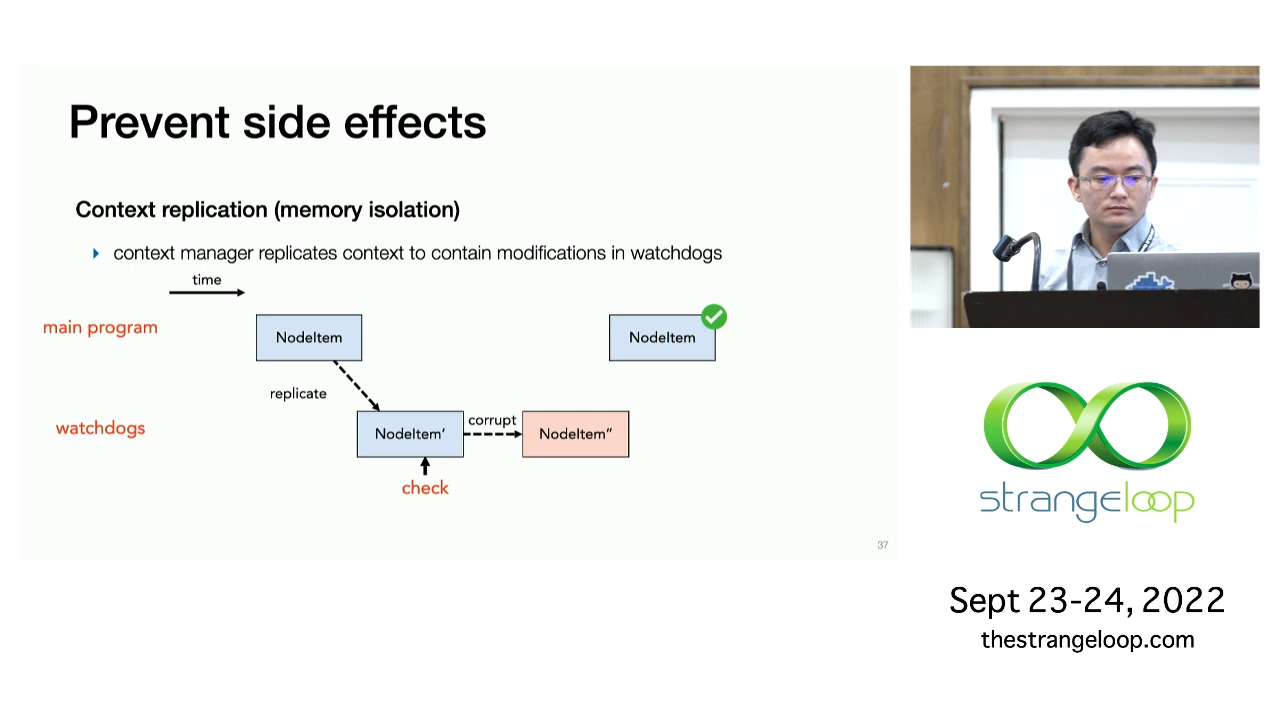 Prevent side effects
Context replication (memory isolation)
context manager replicates context to contain modifications in watchdogs
time
main program
NodeItem
NodeItem
replicate
watchdogs
NodeItem’
corrupt
NodeItem”
check
37
strangeloop
Sept 23-24, 2022
thestrangeloop.com